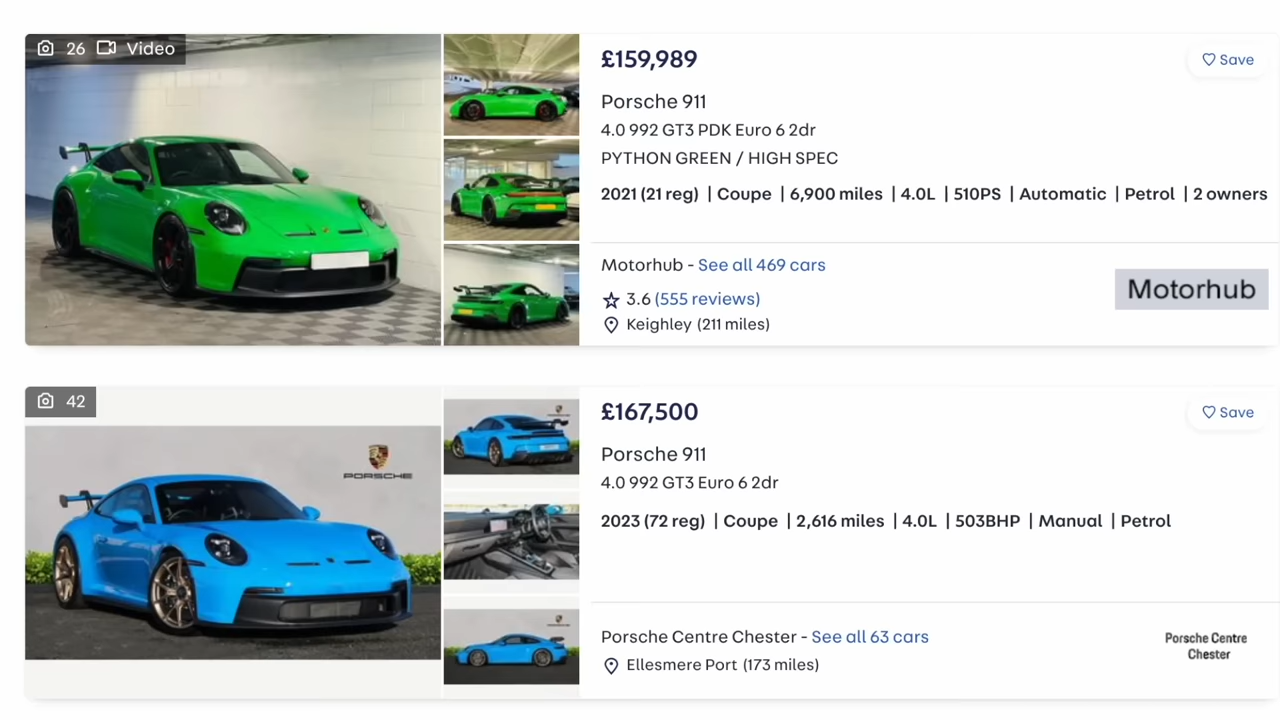 26 Video
£159,989
Save
Porsche 911
4.0 992 GT3 PDK Euro 6 2dr
PYTHON GREEN / HIGH SPEC
2021 (21 reg) | Coupe | 6,900 miles | 4.0L | 510PS | Automatic | Petrol | 2 owners
Motorhub - See all 469 cars
3.6 (555 reviews)
Keighley (211 miles)
Motorhub
42
PORSCHE
£167,500
Save
Porsche 911
4.0 992 GT3 Euro 6 2dr
2023 (72 reg) | Coupe | 2,616 miles | 4.0L | 503BHP | Manual | Petrol
Porsche Centre Chester - See all 63 cars
Ellesmere Port (173 miles)
Porsche Centre
Chester